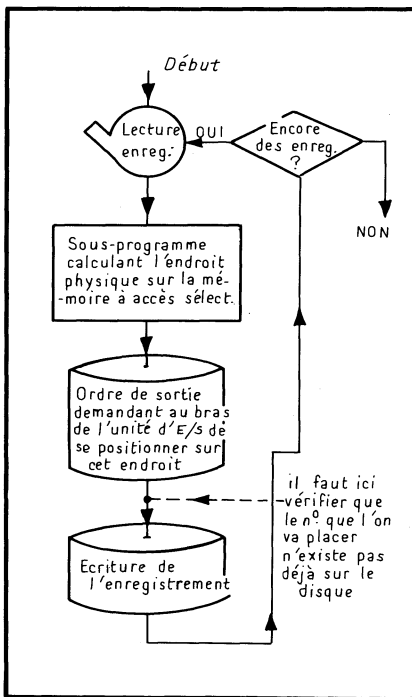 Début
Lecture
enreg.
OUI
Encore
des enreg.
?
NON
Sous-programme
calculant l'endroit
physique sur la mé-
-moire à accès sélect.
Ordre de sortie
demandant au bras
de l'unité d'E/S de
se positionner sur
cet endroit
il faut ici
vérifier que
le nº que l'on
va placer
n'existe pas
déjà sur le
disque
Ecriture de
l'enregistrement